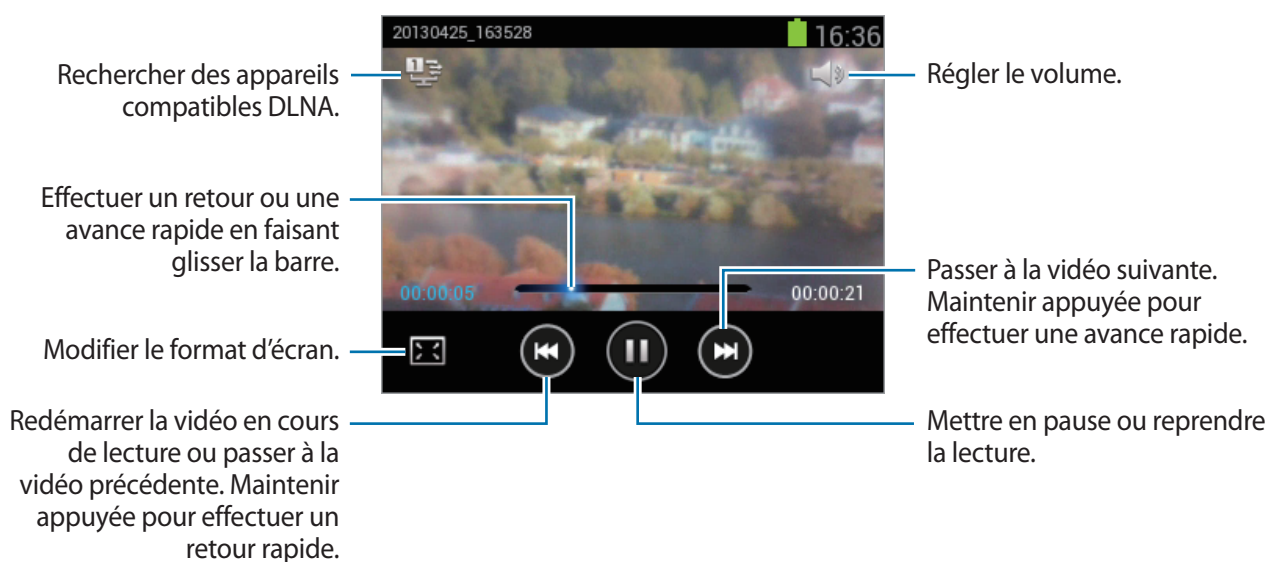 20130425_163528
16:36
Rechercher des appareils
compatibles DLNA.
1
Régler le volume.
Effectuer un retour ou une
avance rapide en faisant
glisser la barre.
00:00:05
00:00:21
Passer à la vidéo suivante.
Maintenir appuyée pour
effectuer une avance rapide.
Modifier le format d’écran.
Redémarrer la vidéo en cours
de lecture ou passer à la
vidéo précédente. Maintenir
appuyée pour effectuer un
retour rapide.
Mettre en pause ou reprendre
la lecture.